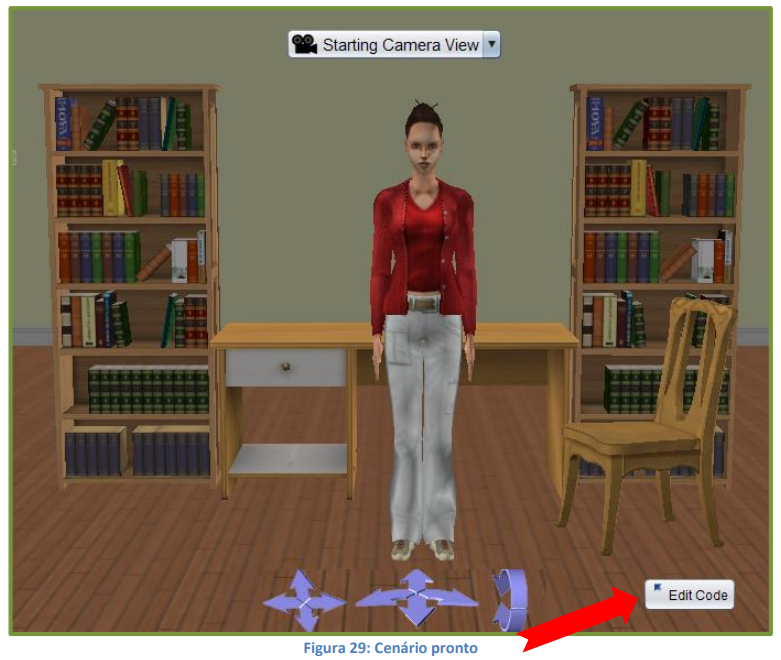 Starting Camera View
Edit Code
Figura 29: Cenário pronto